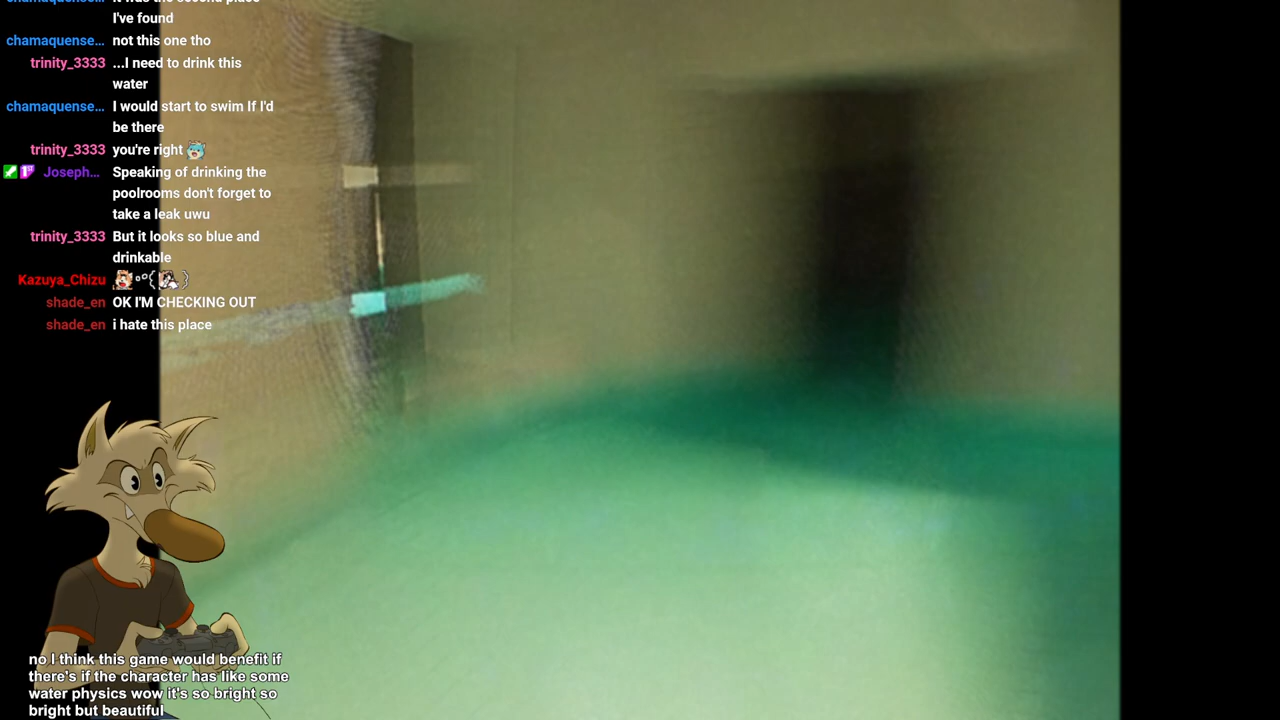 I've found
chamaquense… not this one tho
trinity_3333 ...I need to drink this
water
chamaquense… I would start to swim If I'd
be there
trinity_3333 you're right
Joseph… Speaking of drinking the
poolrooms don't forget to
take a leak uwu
trinity_3333 But it looks so blue and
drinkable
Kazuya_Chizu
shade_en OK I'M CHECKING OUT
shade_en i hate this place
no I think this game would benefit if
there's if the character has like some
water physics wow it's so bright so
bright but beautiful